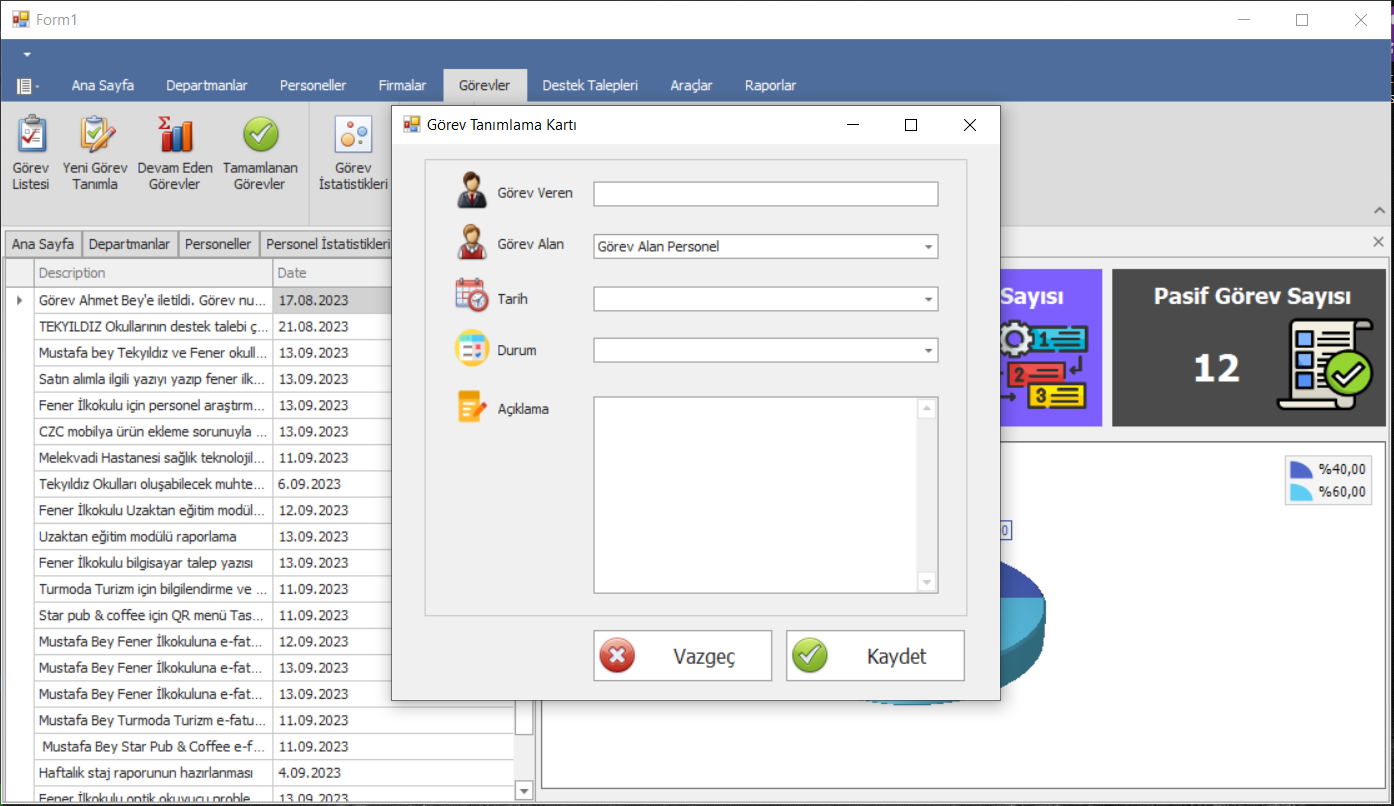 Form1
Ana Sayfa
Departmanlar
Personeller
Firmalar
Görevler
Destek Talepleri
Araçlar
Raporlar
Görev
Listesi
Yeni Görev
Tanımla
Devam Eden
Görevler
Tamamlanan
Görevler
Görev
İstatistikleri
Ana Sayfa
Departmanlar
Personeller
Personel İstatistikleri
Description
Date
Görev Ahmet Bey'e iletildi. Görev nu...
17.08.2023
TEKYILDIZ Okullarının destek talebi ç...
21.08.2023
Mustafa bey Tekyıldız ve Fener okull...
13.09.2023
Satın alımla ilgili yazıyı yazıp fener ilk...
13.09.2023
Fener İlkokulu için personel araştırm...
13.09.2023
CZC mobilya ürün ekleme sorunuyla ...
13.09.2023
Melekvadi Hastanesi sağlık teknolojil...
11.09.2023
Tekyıldız Okulları oluşabilecek muhte...
6.09.2023
Fener İlkokulu Uzaktan eğitim modül...
12.09.2023
Uzaktan eğitim modülü raporlama
13.09.2023
Fener İlkokulu bilgisayar talep yazısı
13.09.2023
Turmoda Turizm için bilgilendirme ve ...
11.09.2023
Star pub & coffee için QR menü Tas...
11.09.2023
Mustafa Bey Fener İlkokuluna e-fat...
12.09.2023
Mustafa Bey Fener İlkokuluna e-fat...
13.09.2023
Mustafa Bey Fener İlkokuluna e-fat...
13.09.2023
Mustafa Bey Turmoda Turizm e-fatu...
11.09.2023
Mustafa Bey Star Pub & Coffee e-f...
11.09.2023
Haftalık staj raporunun hazırlanması
4.09.2023
Fener İlkokulu optik okuyucu proble...
13.09.2023
Görev Tanımlama Kartı
Görev Veren
Görev Alan
Görev Alan Personel
Tarih
Durum
Açıklama
Vazgeç
Kaydet
Sayısı
1
2
3
Pasif Görev Sayısı
12
%40,00
%60,00